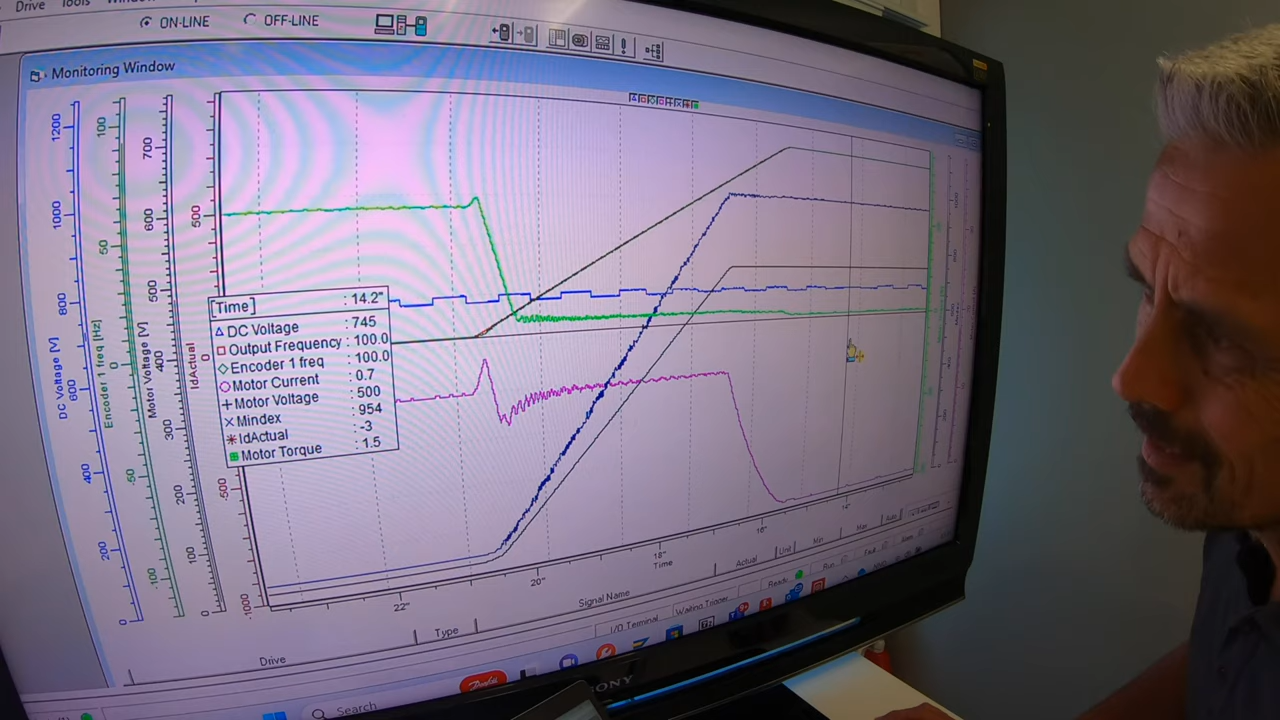 Drive Tools
ON-LINE OFF-LINE
Monitoring Window
1200
1000
800
600
400
200
0
DC Voltage [V]
100
50
0
-50
-100
Encoder 1 freq [Hz]
700
600
500
400
300
200
100
0
Motor Voltage [V]
500
0
-500
-1000
IdActual
[Time] : 14.2"
DC Voltage : 745
Output Frequency : 100.0
Encoder 1 freq : 100.0
Motor Current : 0.7
Motor Voltage : 500
Mindex : 954
IdActual : -3
Motor Torque : 1.5
22" 20" 18" 16" 14"
Time
Type Signal Name Actual Unit Min Max
Drive I/O Terminal Waiting Trigger Ready Run Fault
Danfoss
Search
SONY